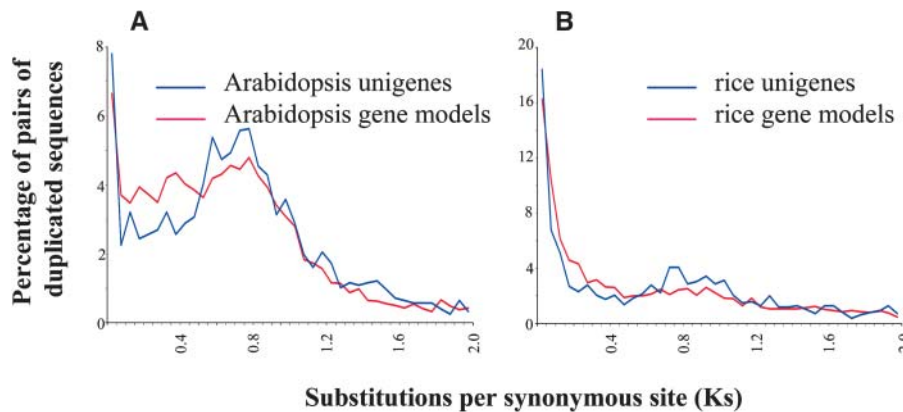 A
B
Percentage of pairs of
duplicated sequences
8
6
4
2
0
Arabidopsis unigenes
Arabidopsis gene models
0.4
0.8
1.2
1.6
2.0
20
16
12
8
4
0
rice unigenes
rice gene models
0.4
0.8
1.2
1.6
Substitutions per synonymous site (Ks)